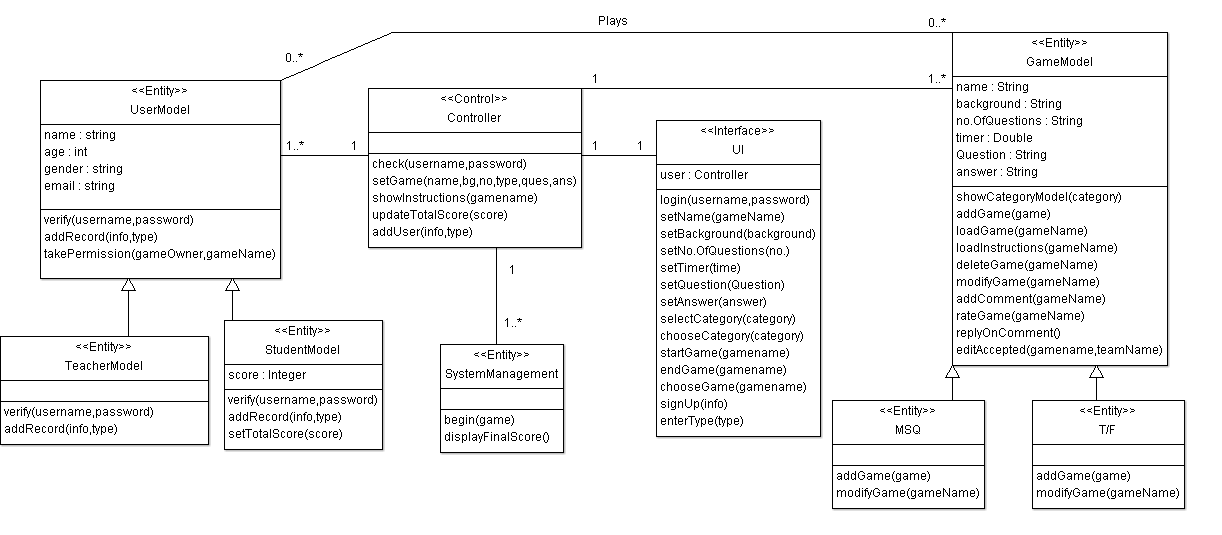 Plays
0..*
0..*
<<Entity>>
UserModel
name : string
age : int
gender : string
email : string
verify(username,password)
addRecord(info,type)
takePermission(gameOwner,gameName)
1..*
1
<<Control>>
Controller
check(username,password)
setGame(name,bg,no,type,ques,ans)
showInstructions(gamename)
updateTotalScore(score)
addUser(info,type)
1
1..*
1
1
<<Interface>>
UI
user : Controller
login(username,password)
setName(gameName)
setBackground(background)
setNo.OfQuestions(no.)
setTimer(time)
setQuestion(Question)
setAnswer(answer)
selectCategory(category)
chooseCategory(category)
startGame(gamename)
endGame(gamename)
chooseGame(gamename)
signUp(info)
enterType(type)
<<Entity>>
GameModel
name : String
background : String
no.OfQuestions : String
timer : Double
Question : String
answer : String
showCategoryModel(category)
addGame(game)
loadGame(gameName)
loadInstructions(gameName)
deleteGame(gameName)
modifyGame(gameName)
addComment(gameName)
rateGame(gameName)
replyOnComment()
editAccepted(gamename,teamName)
<<Entity>>
TeacherModel
verify(username,password)
addRecord(info,type)
<<Entity>>
StudentModel
score : Integer
verify(username,password)
addRecord(info,type)
setTotalScore(score)
1
1..*
<<Entity>>
SystemManagement
begin(game)
displayFinalScore()
<<Entity>>
MSQ
addGame(game)
modifyGame(gameName)
<<Entity>>
T/F
addGame(game)
modifyGame(gameName)